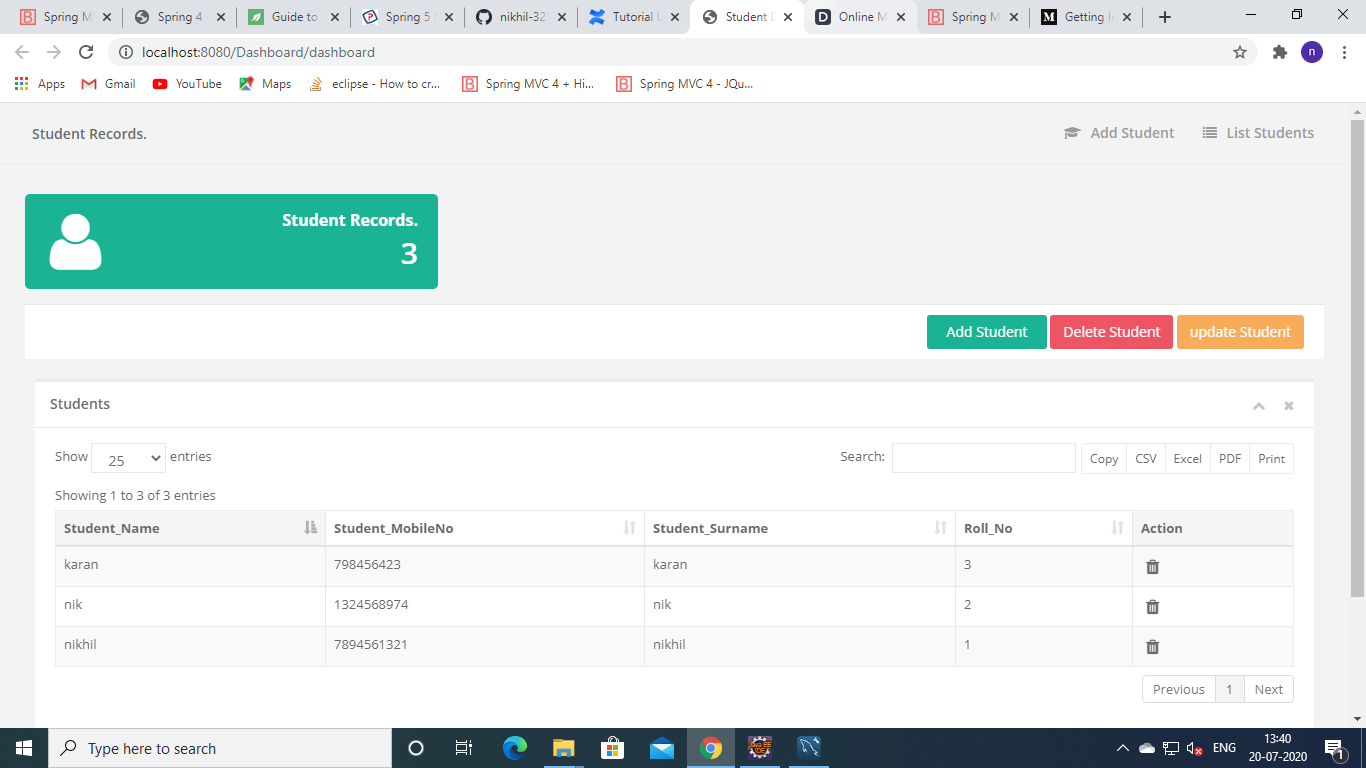 Spring M
Spring 4
Guide to
Spring 5
nikhil-32
Tutorial
Student
Online M
Spring M
Getting
localhost:8080/Dashboard/dashboard
n
Apps
Gmail
YouTube
Maps
eclipse - How to cr...
Spring MVC 4 + Hi...
Spring MVC 4 - JQu...
Student Records.
Add Student
List Students
Student Records.
3
Add Student
Delete Student
update Student
Students
Show 25 entries
Search:
Copy CSV Excel PDF Print
Showing 1 to 3 of 3 entries
Student_Name Student_MobileNo Student_Surname Roll_No Action
karan 798456423 karan 3
nik 1324568974 nik 2
nikhil 7894561321 nikhil 1
Previous 1 Next
Type here to search
ENG
13:40
20-07-2020
1